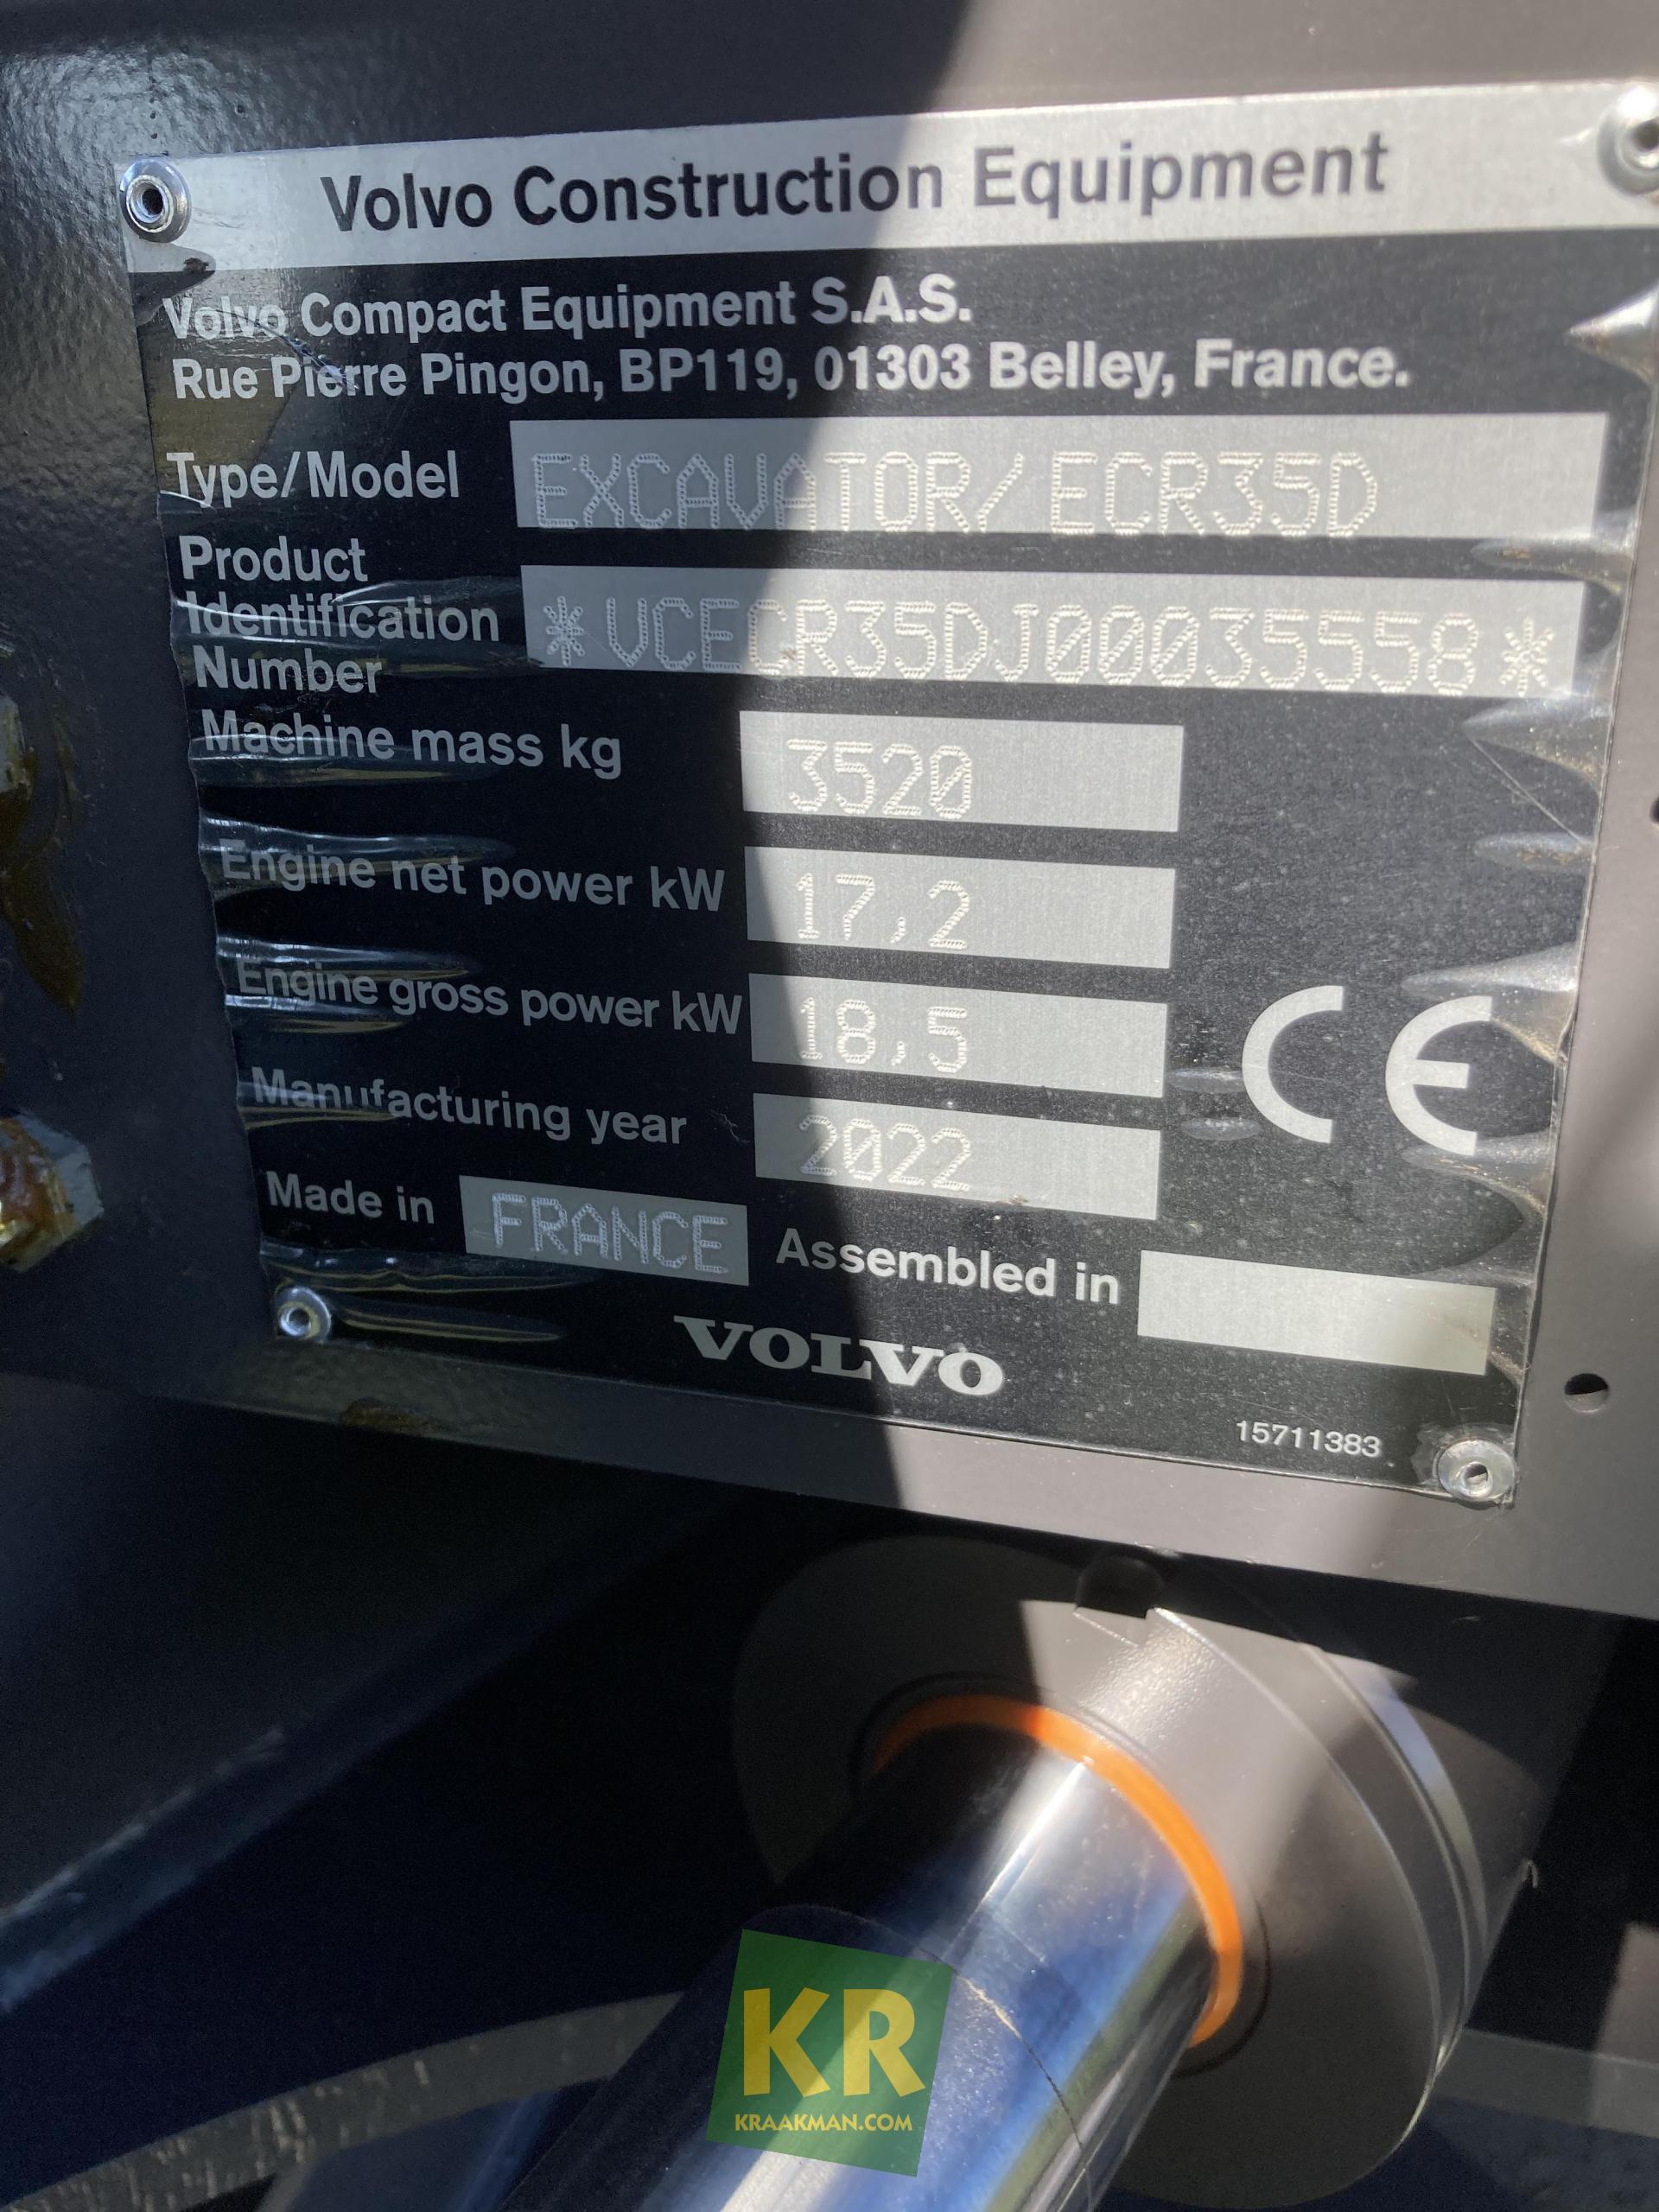 Volvo Construction Equipment
Volvo Compact Equipment S.A.S.
Rue Pierre Pingon, BP119, 01303 Belley, France.
Type/Model EXCAVATOR/ECR35D
Product
Identification
Number
*VCECR35DJ00035558*
Machine mass kg 3520
Engine net power kW 17,2
Engine gross power kW 18,5
Manufacturing year 2022
CE
Made in FRANCE Assembled in
VOLVO
15711383
KR
KRAAKMAN.COM